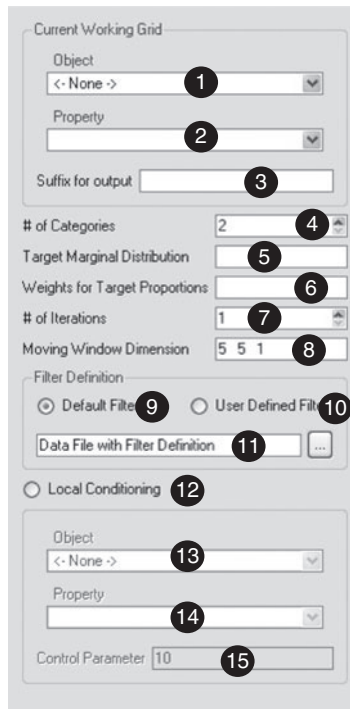 Current Working Grid
Object
<- None -> 1
Property
2
Suffix for output 3
# of Categories 2 4
Target Marginal Distribution 5
Weights for Target Proportions 6
# of Iterations 1 7
Moving Window Dimension 5 5 1 8
Filter Definition
Default Filte 9 User Defined Filte 10
Data File with Filter Definition 11 ...
Local Conditioning 12
Object
<- None -> 13
Property
14
Control Parameter 10 15